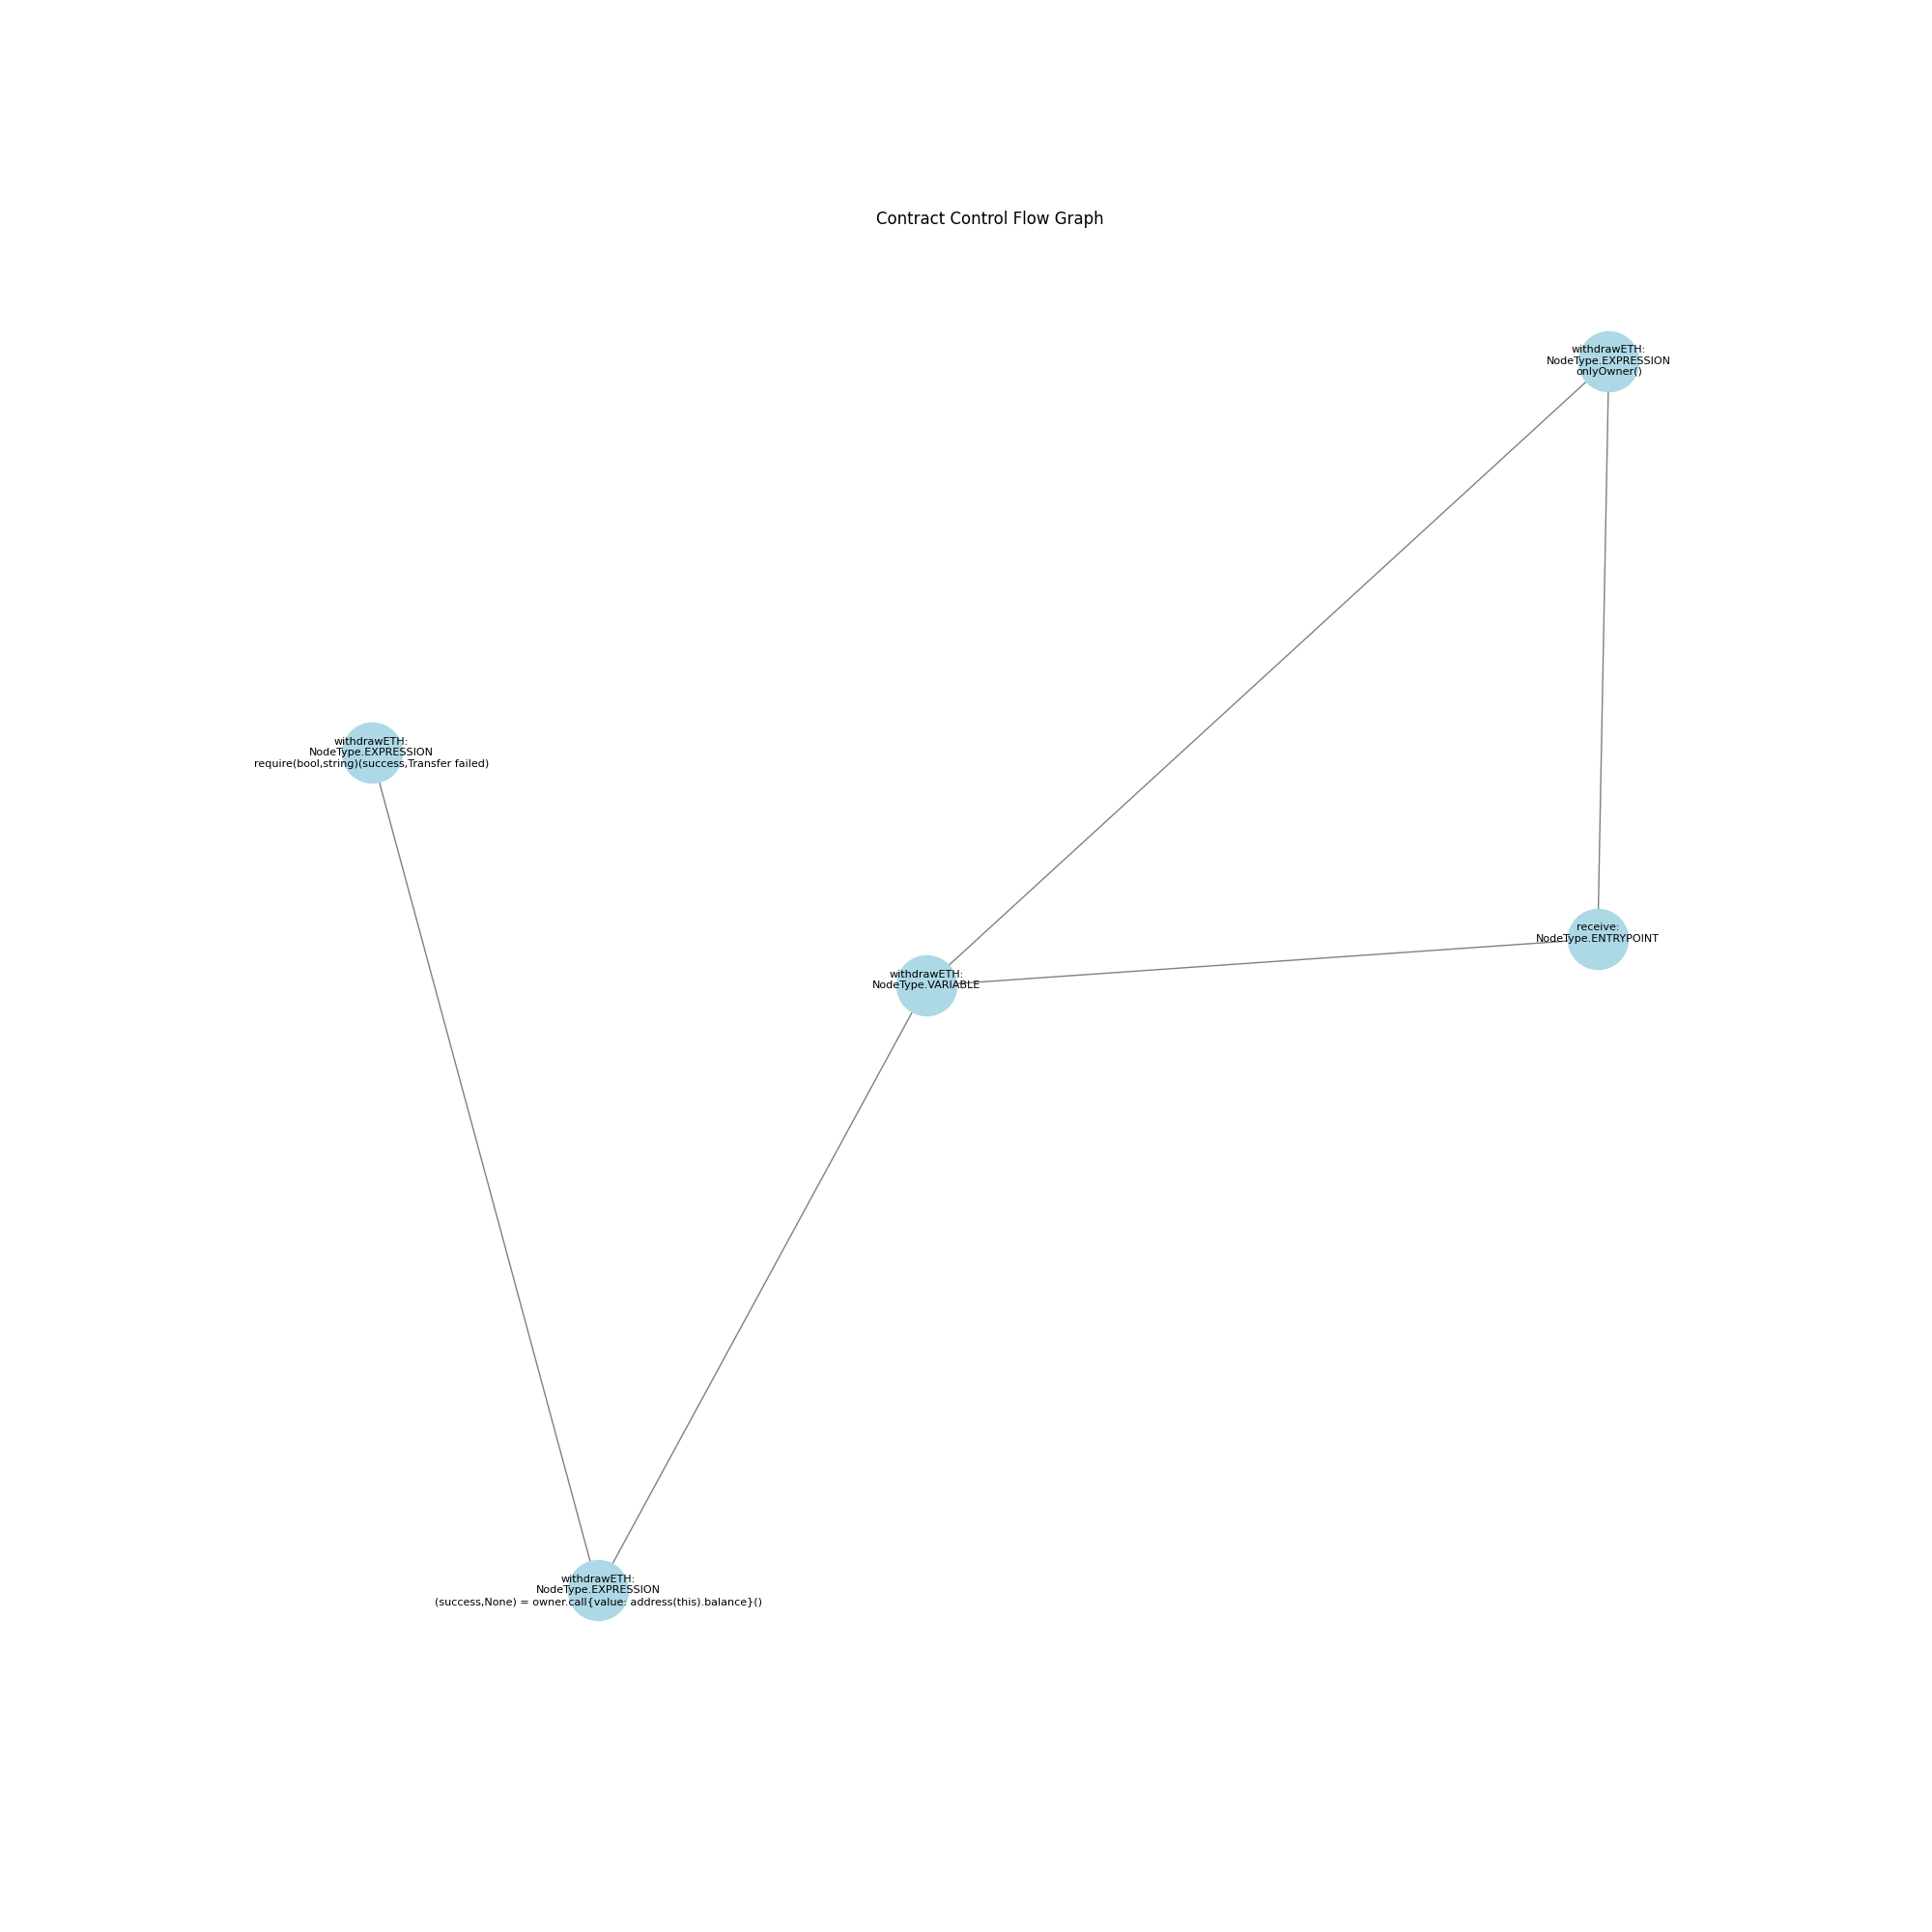 Contract Control Flow Graph
withdrawETH:
NodeType.EXPRESSION
onlyOwner()
withdrawETH:
NodeType.EXPRESSION
require(bool,string)(success,Transfer failed)
receive:
NodeType.ENTRYPOINT
withdrawETH:
NodeType.VARIABLE
withdrawETH:
NodeType.EXPRESSION
(success,None) = owner.call{value: address(this).balance}()